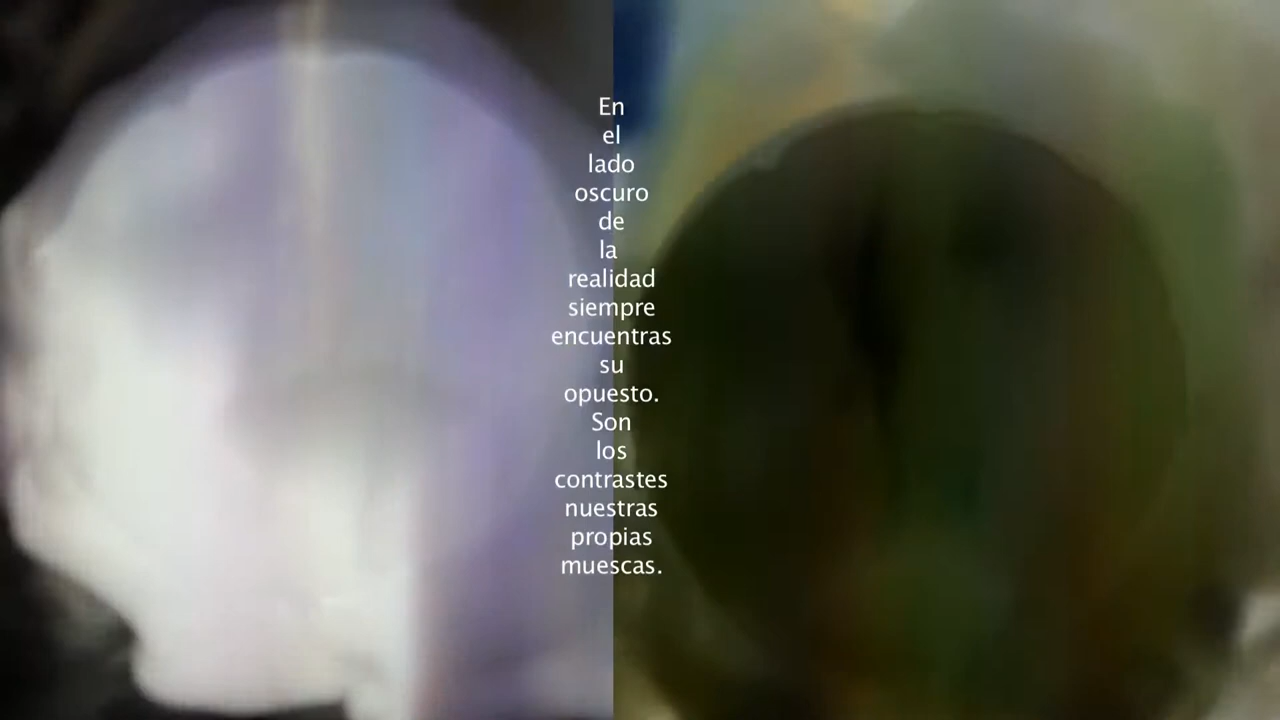 En
el
lado
oscuro
de
la
realidad
siempre
encuentras
su
opuesto.
Son
los
contrastes
nuestras
propias
muescas.